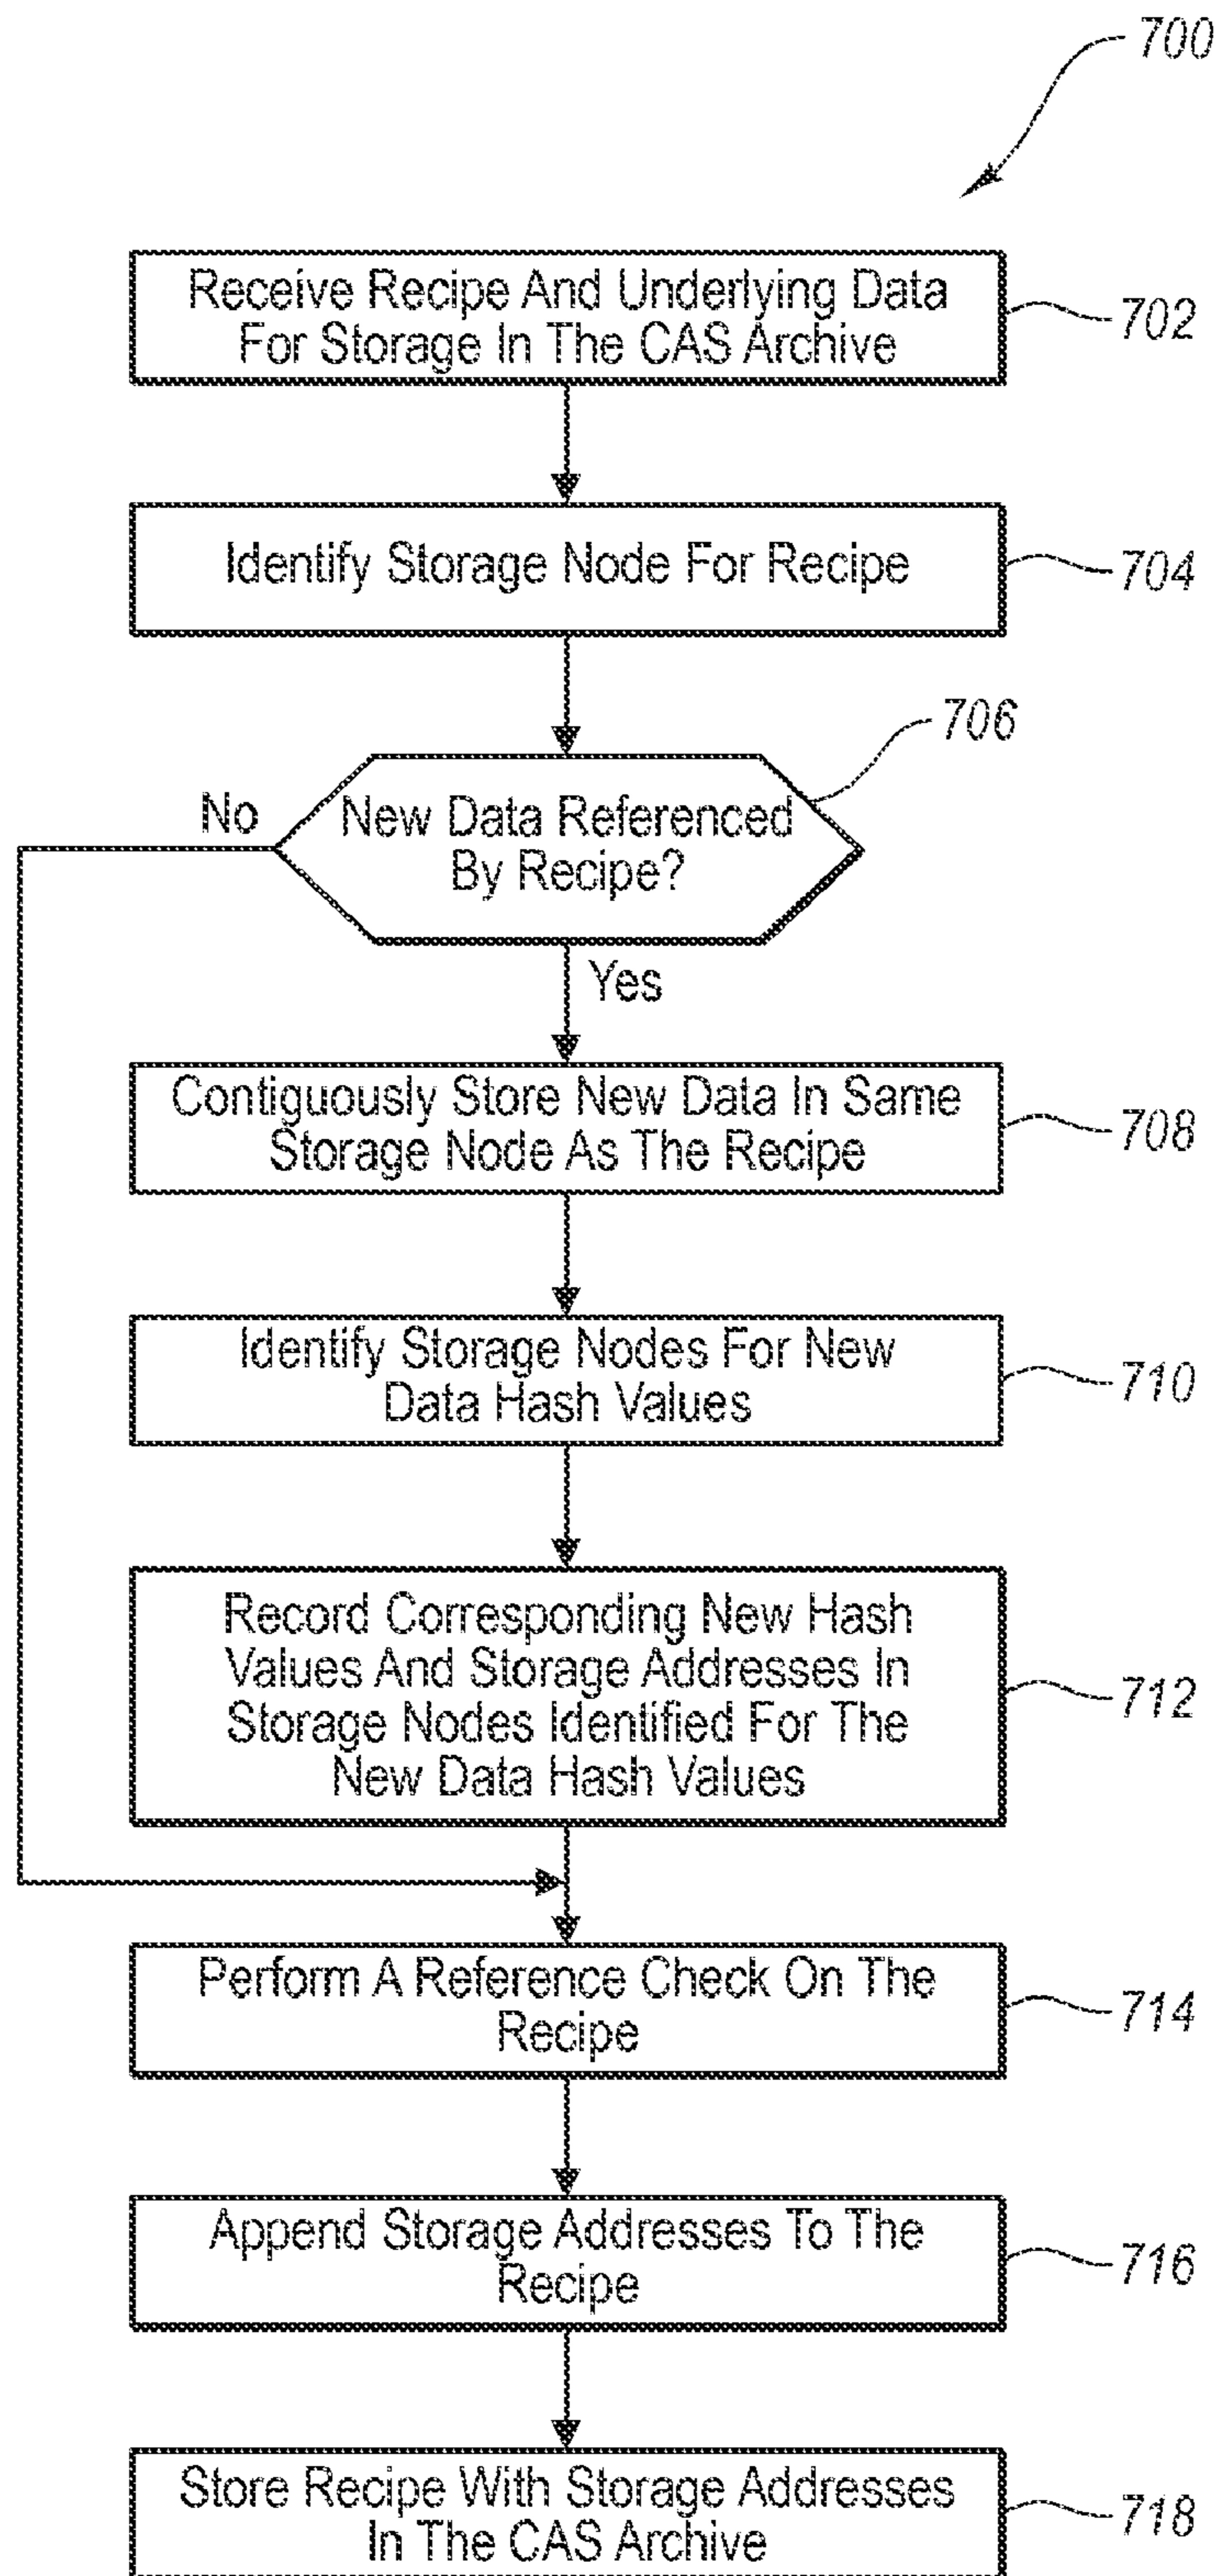 700
Receive Recipe And Underlying Data
For Storage In The CAS Archive
702
Identify Storage Node For Recipe
704
706
No
New Data Referenced
By Recipe?
Yes
Contiguously Store New Data In Same
Storage Node As The Recipe
708
Identify Storage Nodes For New
Data Hash Values
710
Record Corresponding New Hash
Values And Storage Addresses In
Storage Nodes Identified For The
New Data Hash Values
712
Perform A Reference Check On The
Recipe
714
Append Storage Addresses To The
Recipe
716
Store Recipe With Storage Addresses
In The CAS Archive
718